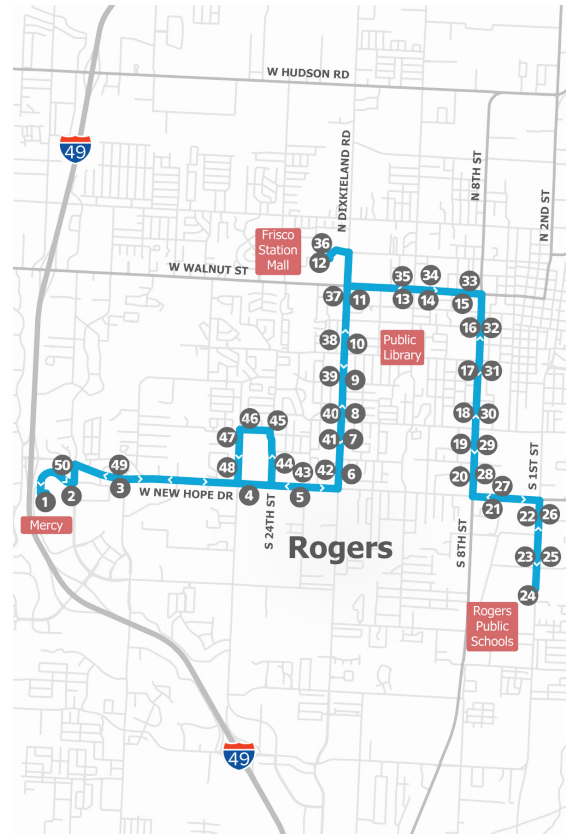 W HUDSON RD
49
N DIXKIELAND RD
N 8TH ST
N 2ND ST
Frisco
Station
Mall
36
12
W WALNUT ST
35
34
33
37
11
13
14
15
38
10
Public
Library
16
32
39
9
17
31
46
45
40
8
18
30
47
41
7
19
29
S 1ST ST
50
49
48
44
43
42
6
20
28
27
1
2
3
W NEW HOPE DR
4
5
21
22
26
Mercy
S 24TH ST
Rogers
S 8TH ST
23
25
24
Rogers
Public
Schools
49